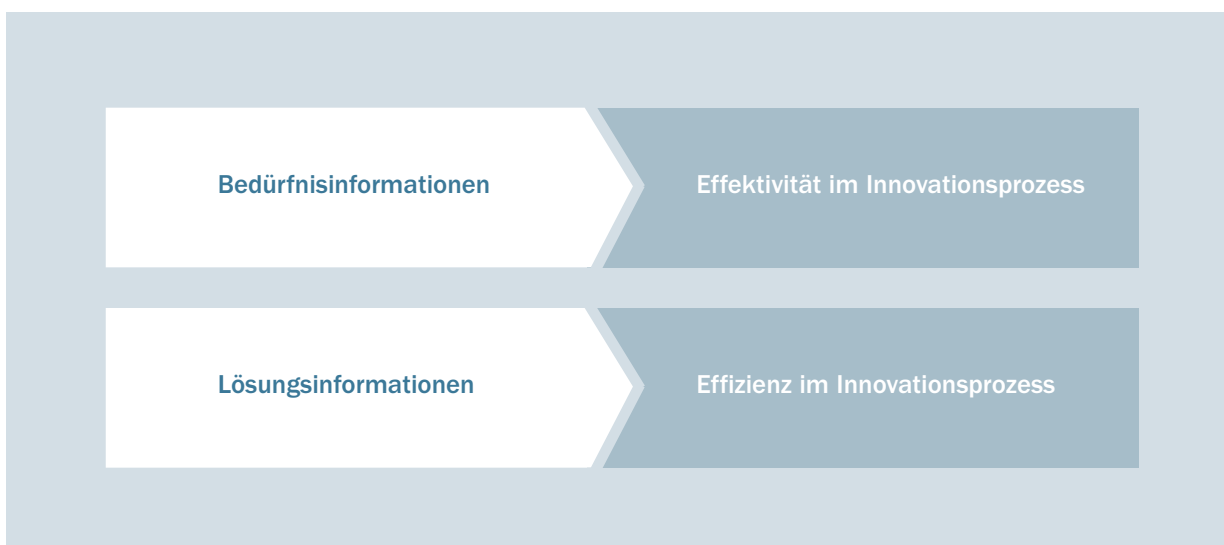 Bedürfnisinformationen
Effektivität im Innovationsprozess
Lösungsinformationen
Effizienz im Innovationsprozess